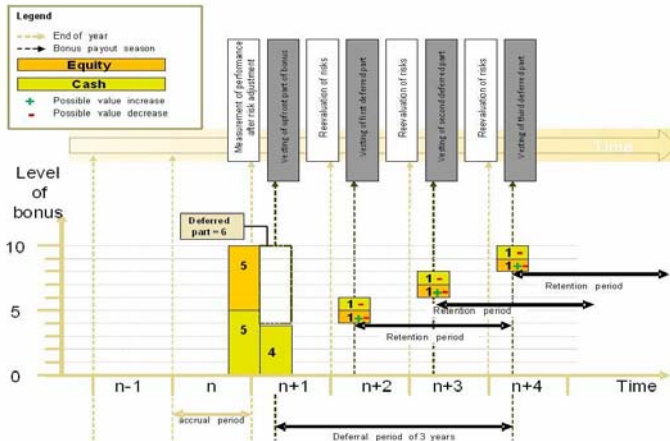 Legend
End of year
Bonus payout season
Equity
Cash
+ Possible value increase
- Possible value decrease
Measurement of performance
after risk adjustment
Vesting of upfront part of bonus
Reevaluation of risks
Vesting of first deferred part
Reevaluation of risks
Vesting of second deferred part
Reevaluation of risks
Vesting of third deferred part
Time
Level
of
bonus
Deferred
part = 6
10
5
0
5
5
4
1 -
1 + -
1 -
1 + -
1 -
1 + -
Retention period
Retention period
Retention period
n-1
n
n+1
n+2
n+3
n+4
Time
accrual period
Deferral period of 3 years